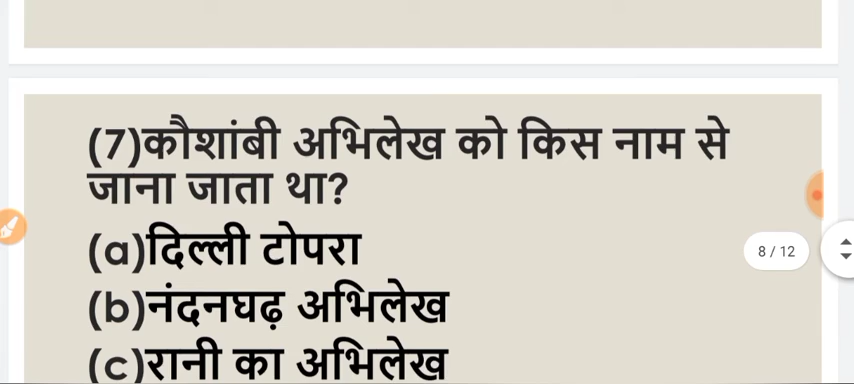 (7)कौशांबी अभिलेख को किस नाम से
जाना जाता था?
(a)दिल्ली टोपरा
8 / 12
(b)नंदनघढ़ अभिलेख
(c)रानी का अभिलेख